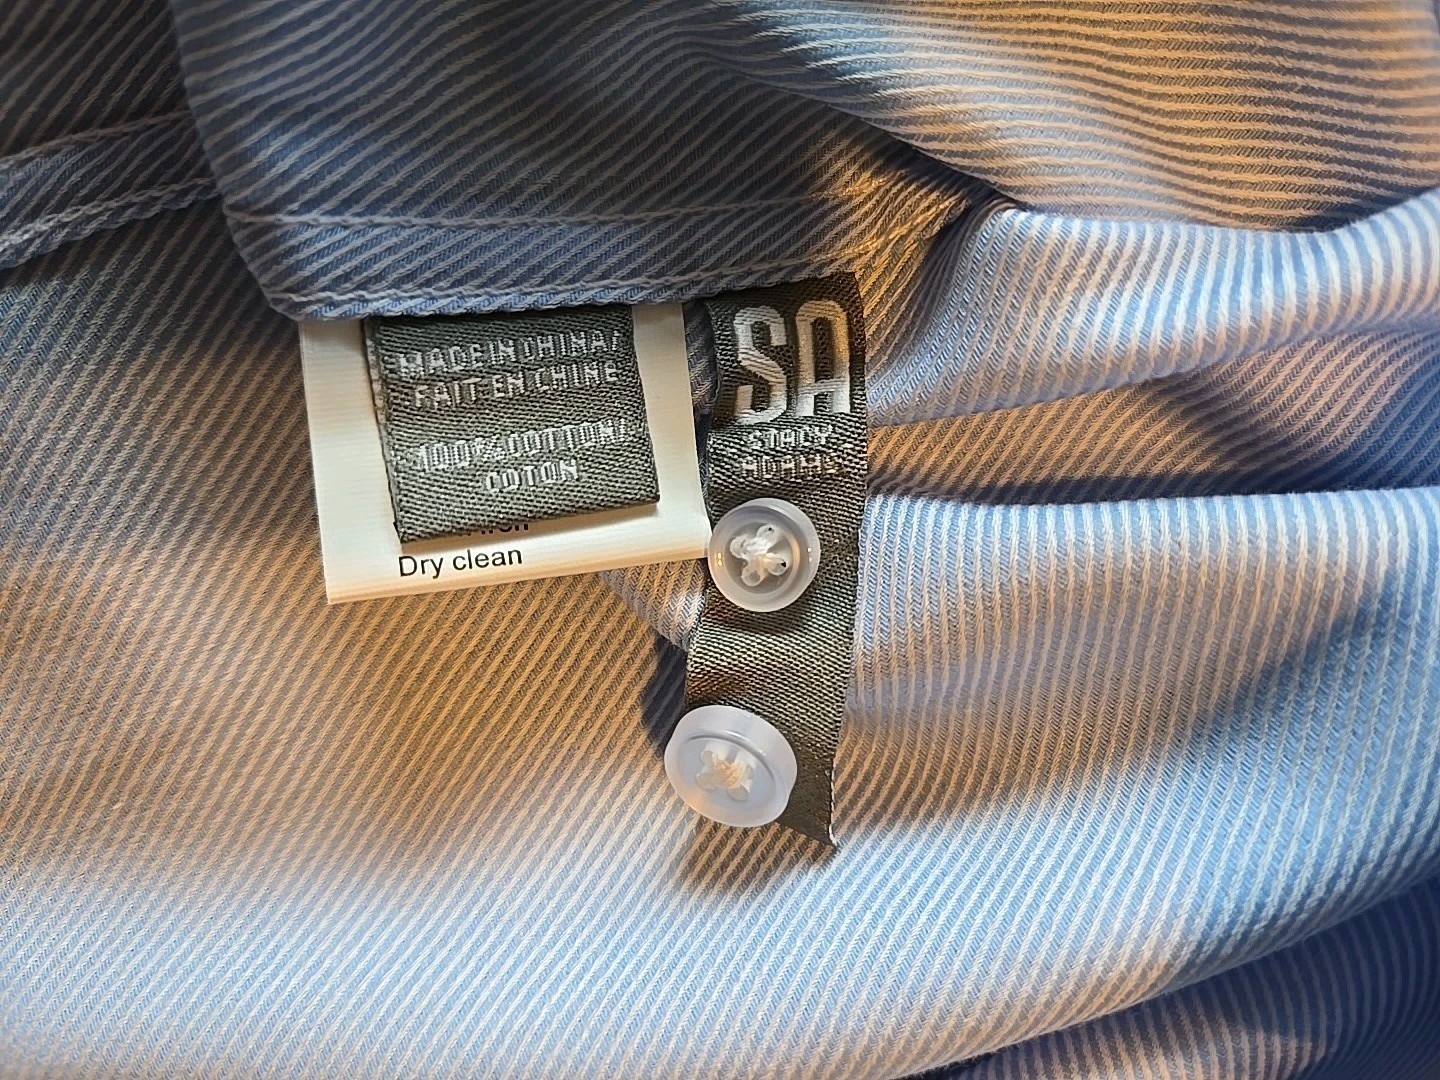 MADE IN CHINA/
FAIT EN CHINE
100% COTTON/
COTON
Dry clean
SA
STACY
ADAMS